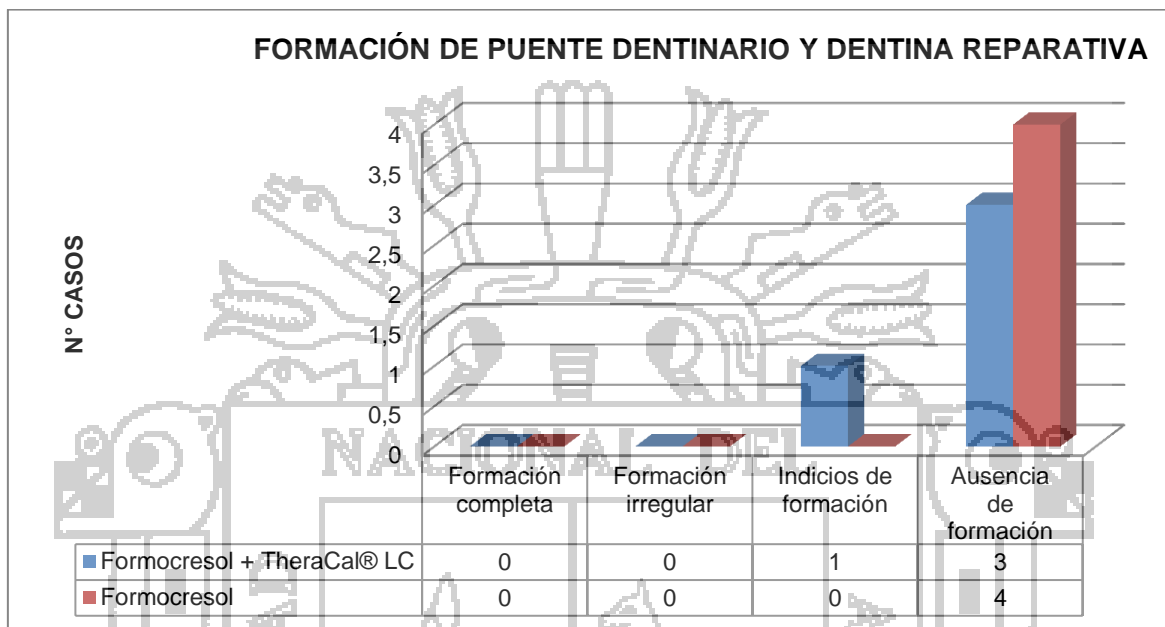 FORMACIÓN DE PUENTE DENTINARIO Y DENTINA REPARATIVA
N° CASOS
4
3,5
3
2,5
2
1,5
1
0,5
0
NACIONAL DEL
Formación completa
Formación irregular
Indicios de formación
Ausencia de formación
Formocresol + TheraCal® LC 0 0 1 3
Formocresol 0 0 0 4